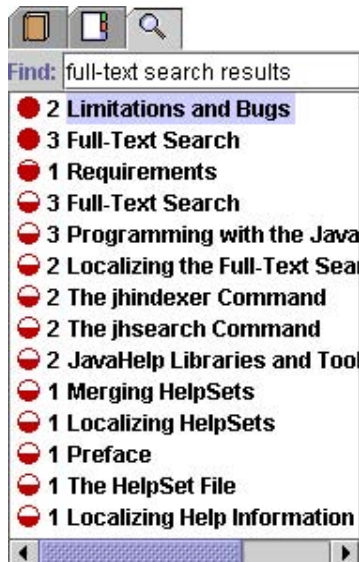 Find: full-text search results
2 Limitations and Bugs
3 Full-Text Search
1 Requirements
3 Full-Text Search
3 Programming with the Java
2 Localizing the Full-Text Sear
2 The jhindexer Command
2 The jhsearch Command
2 JavaHelp Libraries and Tool
1 Merging HelpSets
1 Localizing HelpSets
1 Preface
1 The HelpSet File
1 Localizing Help Information